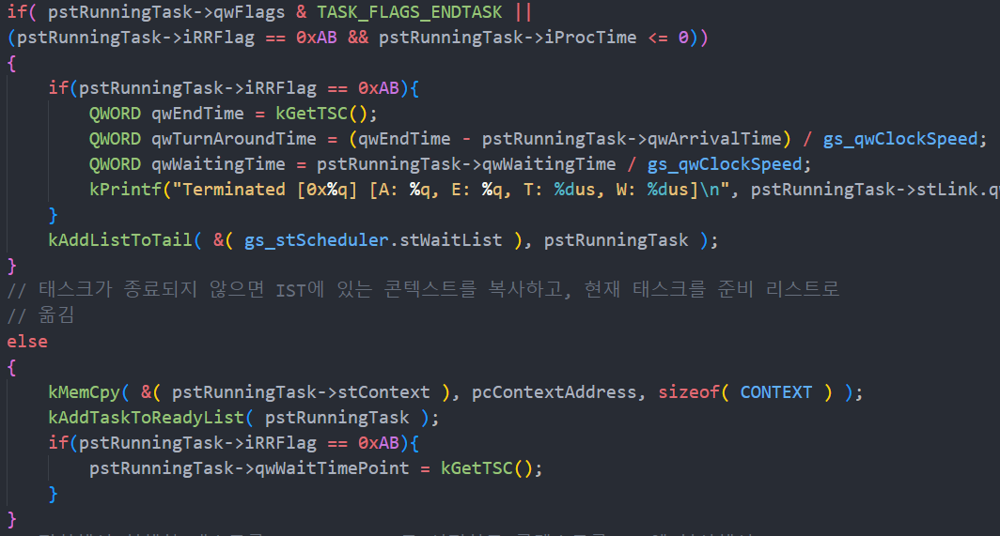 if( pstRunningTask->qwFlags & TASK_FLAGS_ENDTASK ||
(pstRunningTask->iRRFlag == 0xAB && pstRunningTask->iProcTime <= 0))
{
    if(pstRunningTask->iRRFlag == 0xAB){
        QWORD qwEndTime = kGetTSC();
        QWORD qwTurnAroundTime = (qwEndTime - pstRunningTask->qwArrivalTime) / gs_qwClockSpeed;
        QWORD qwWaitingTime = pstRunningTask->qwWaitingTime / gs_qwClockSpeed;
        kPrintf("Terminated [0x%q] [A: %q, E: %q, T: %dus, W: %dus]\n", pstRunningTask->stLink.q
    }
    kAddListToTail( &( gs_stScheduler.stWaitList ), pstRunningTask );
}
// 태스크가 종료되지 않으면 IST에 있는 콘텍스트를 복사하고, 현재 태스크를 준비 리스트로
// 옮김
else
{
    kMemCpy( &( pstRunningTask->stContext ), pcContextAddress, sizeof( CONTEXT ) );
    kAddTaskToReadyList( pstRunningTask );
    if(pstRunningTask->iRRFlag == 0xAB){
        pstRunningTask->qwWaitTimePoint = kGetTSC();
    }
}